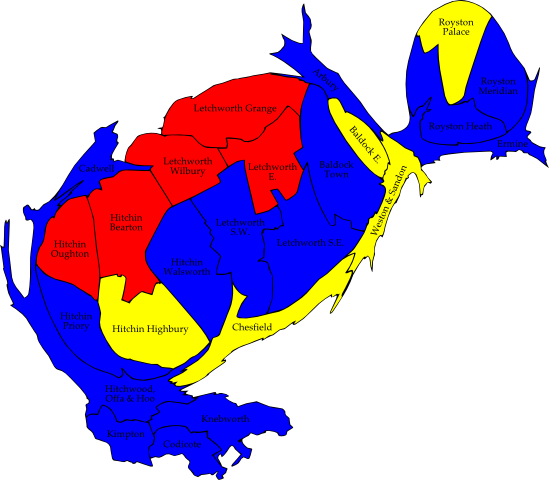 Royston
Palace
Arbury
Royston
Meridian
Letchworth Grange
Royston Heath
Baldock E.
Ermine
Cadwell
Letchworth
Wilbury
Letchworth
E.
Baldock
Town
Weston & Sandon
Hitchin
Bearton
Letchworth
S.W.
Hitchin
Oughton
Letchworth S.E.
Hitchin
Walsworth
Hitchin
Priory
Hitchin Highbury
Chesfield
Hitchwood,
Offa & Hoo
Knebworth
Kimpton
Codicote